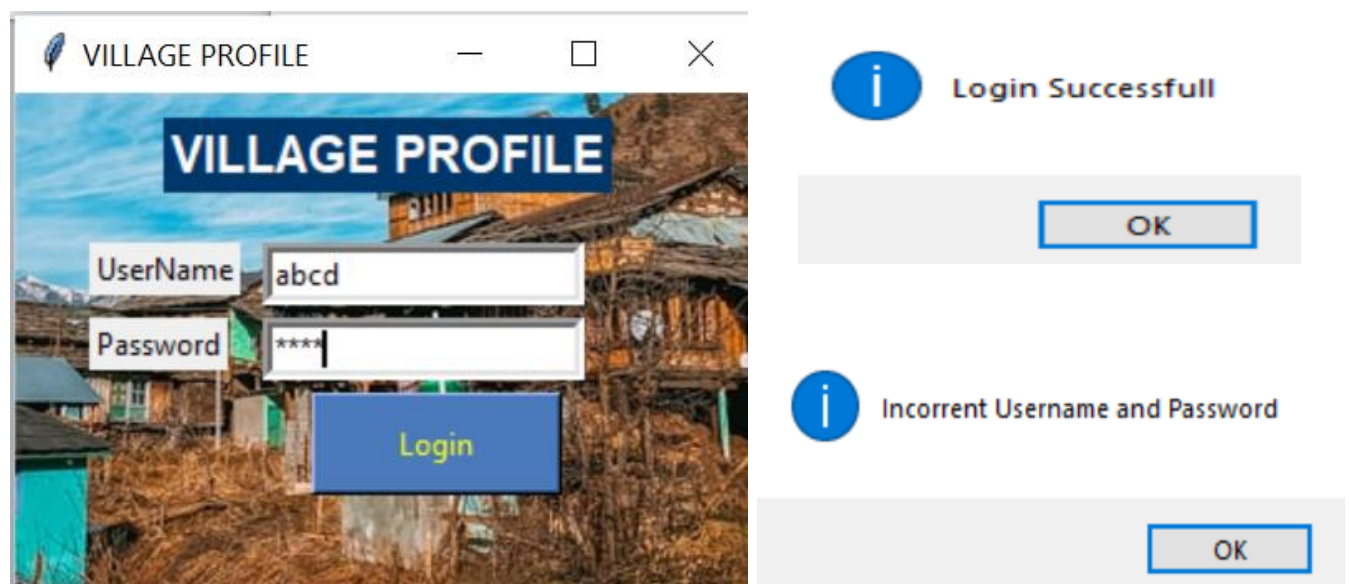 VILLAGE PROFILE
VILLAGE PROFILE
UserName
abcd
Password
****
Login
i
Login Successfull
OK
i
Incorrent Username and Password
OK